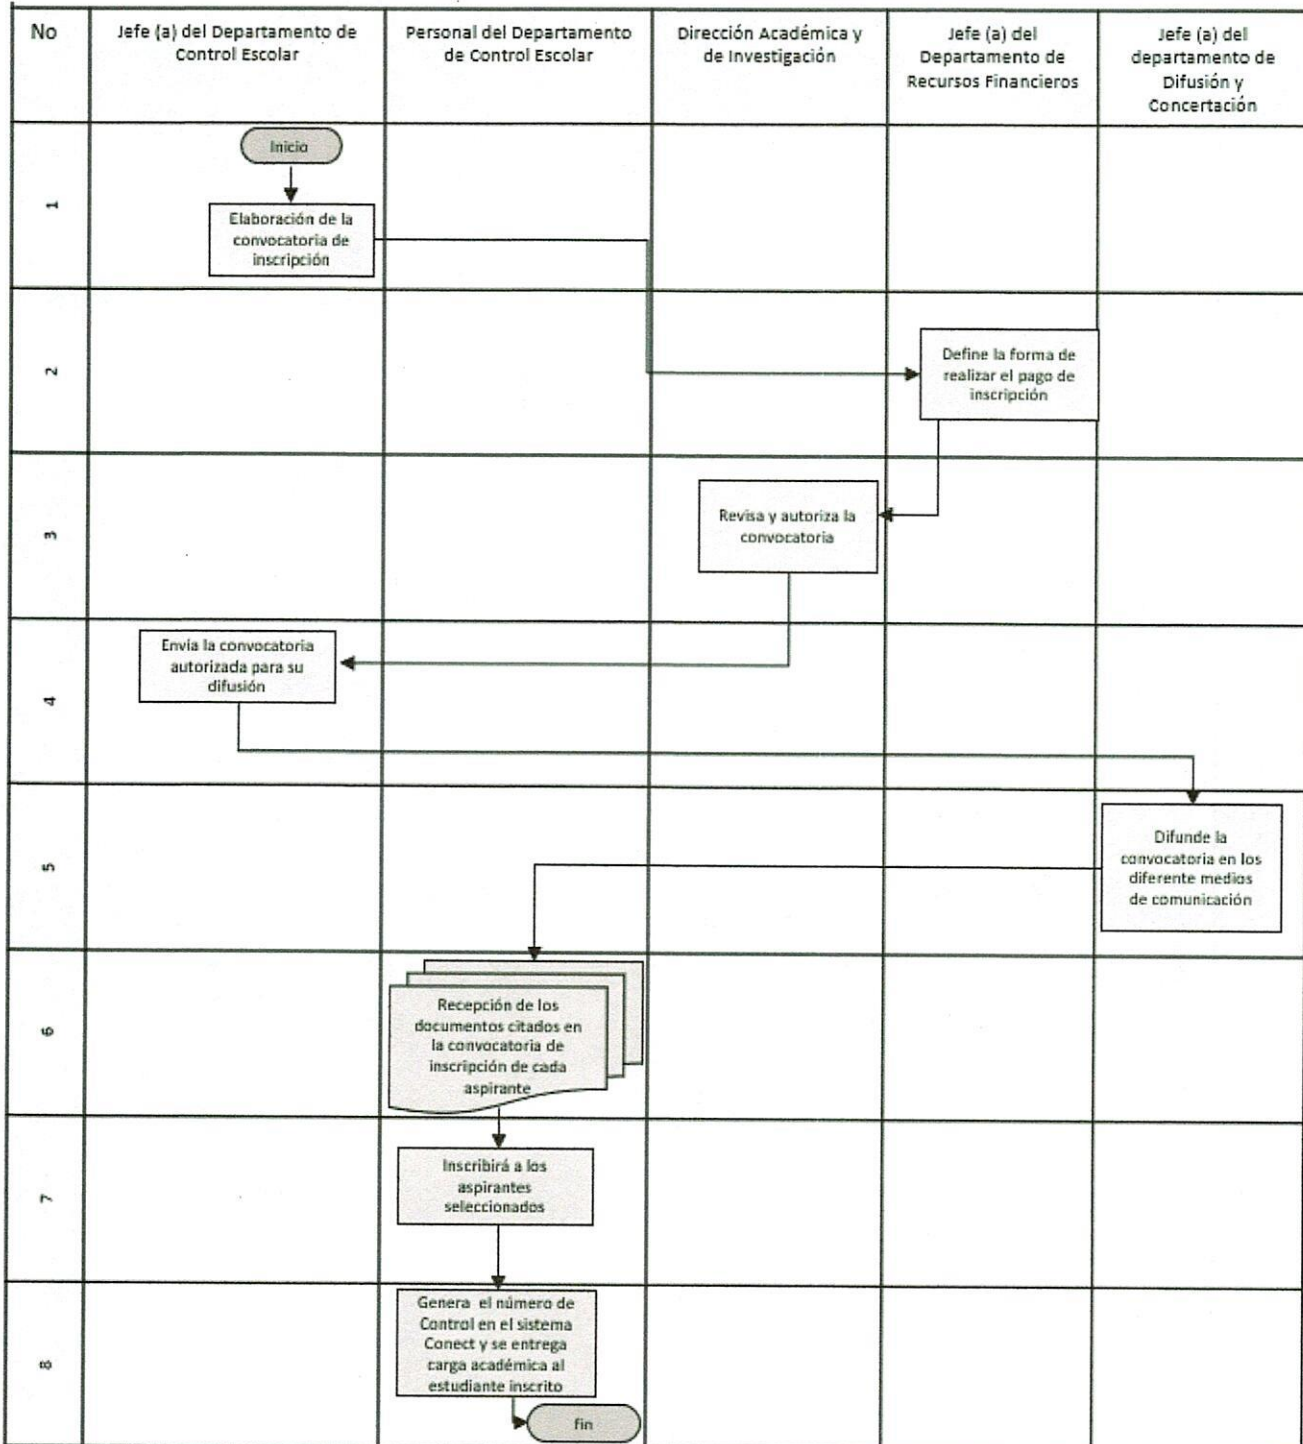 No
Jefe (a) del Departamento de
Control Escolar
Personal del Departamento
de Control Escolar
Dirección Académica y
de Investigación
Jefe (a) del
Departamento de
Recursos Financieros
Jefe (a) del
departamento de
Difusión y
Concertación
1
Inicio
Elaboración de la
convocatoria de
inscripción
2
Define la forma de
realizar el pago de
inscripción
3
Revisa y autoriza la
convocatoria
4
Envia la convocatoria
autorizada para su
difusión
5
Difunde la
convocatoria en los
diferente medios
de comunicación
6
Recepción de los
documentos citados en
la convocatoria de
inscripción de cada
aspirante
7
Inscribirá a los
aspirantes
seleccionados
8
Genera el número de
Control en el sistema
Conect y se entrega
carga académica al
estudiante inscrito
fin